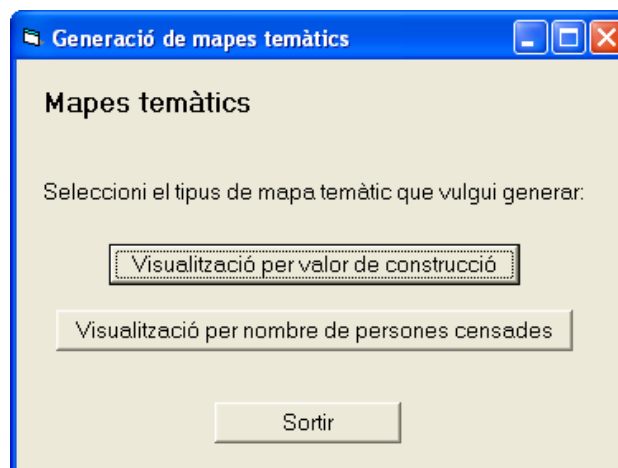 Generació de mapes temàtics
Mapes temàtics
Seleccioni el tipus de mapa temàtic que vulgui generar:
Visualització per valor de construcció
Visualització per nombre de persones censades
Sortir